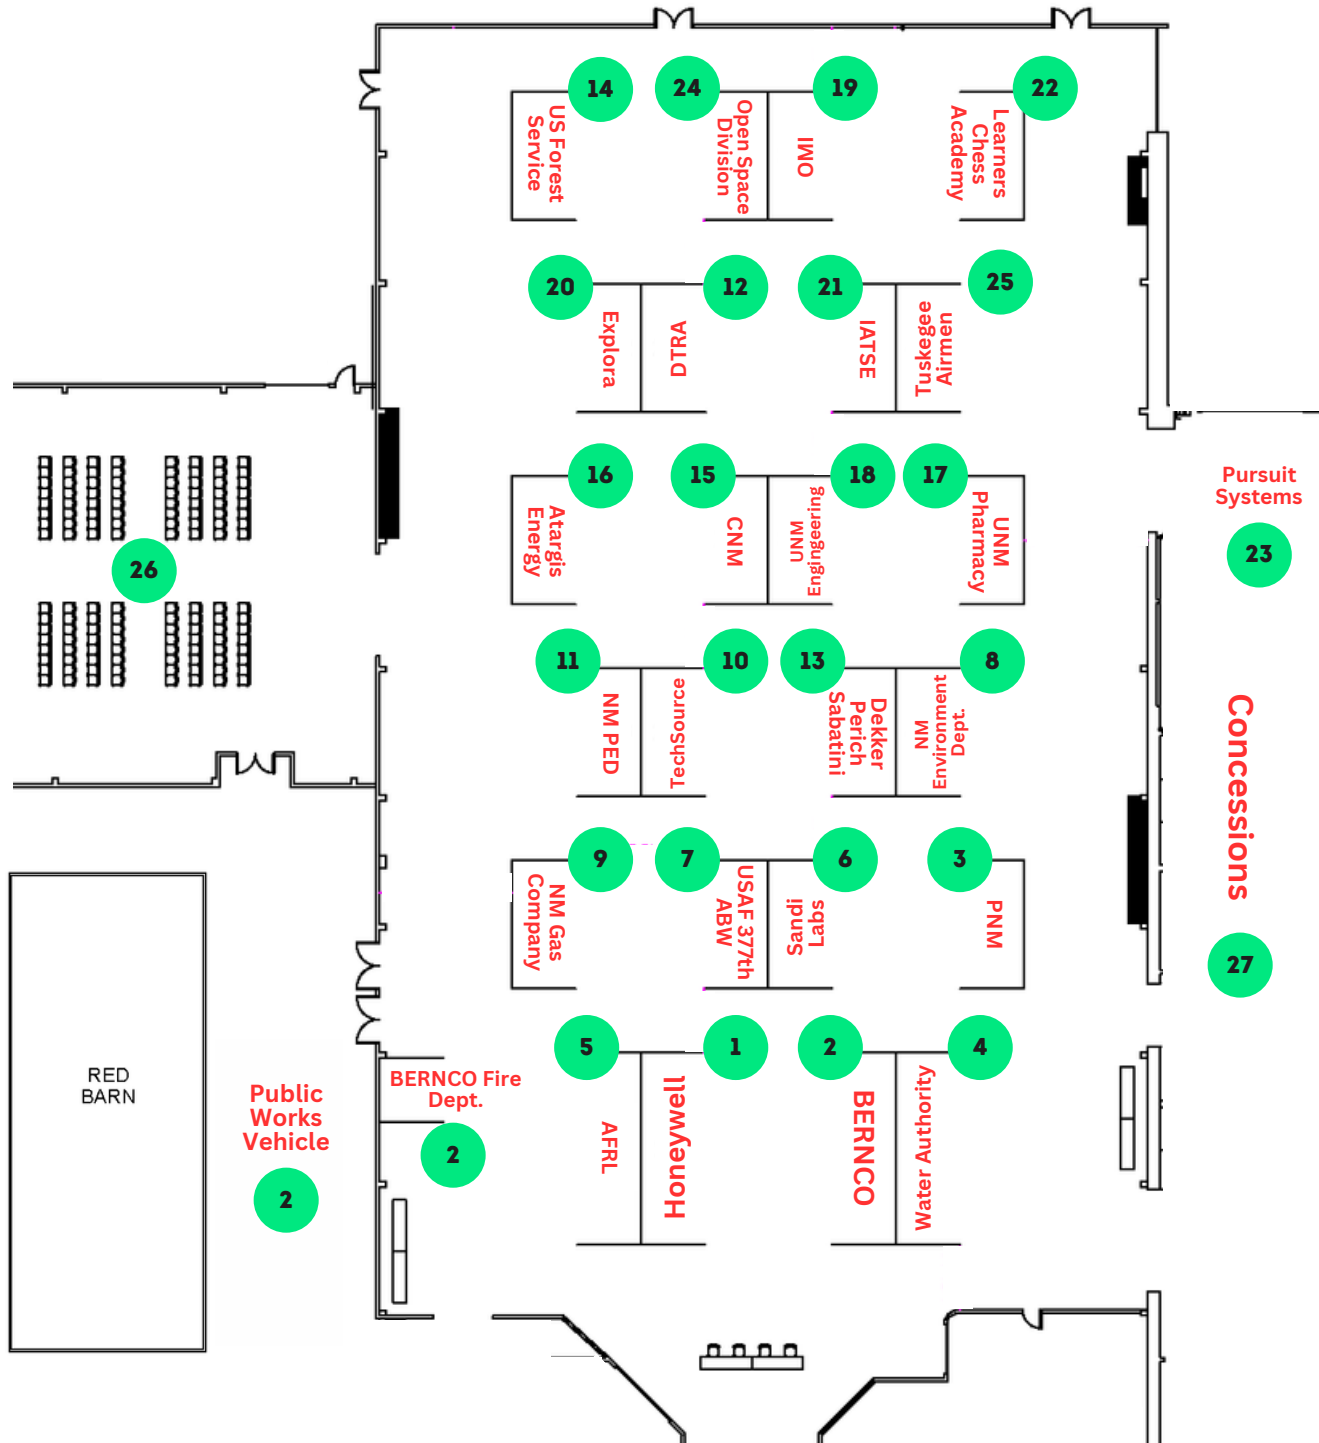 14
24
19
22
US Forest
Service
Open Space
Division
IMO
Learners
Chess
Academy
20
12
21
25
Explora
DTRA
IATSE
Tuskegee
Airmen
16
15
18
17
Atargis
Energy
CNM
UNM
Engingeering
UNM
Pharmacy
Pursuit
Systems
23
26
11
10
13
8
NM PED
TechSource
Dekker
Perich
Sabatini
NM
Environment
Dept.
Concessions
27
9
7
6
3
NM Gas
Company
USAF 377th
ABW
Sandi
Labs
PNM
5
1
2
4
AFRL
Honeywell
BERNCO
Water Authority
BERNCO Fire
Dept.
2
Public
Works
Vehicle
2
RED
BARN